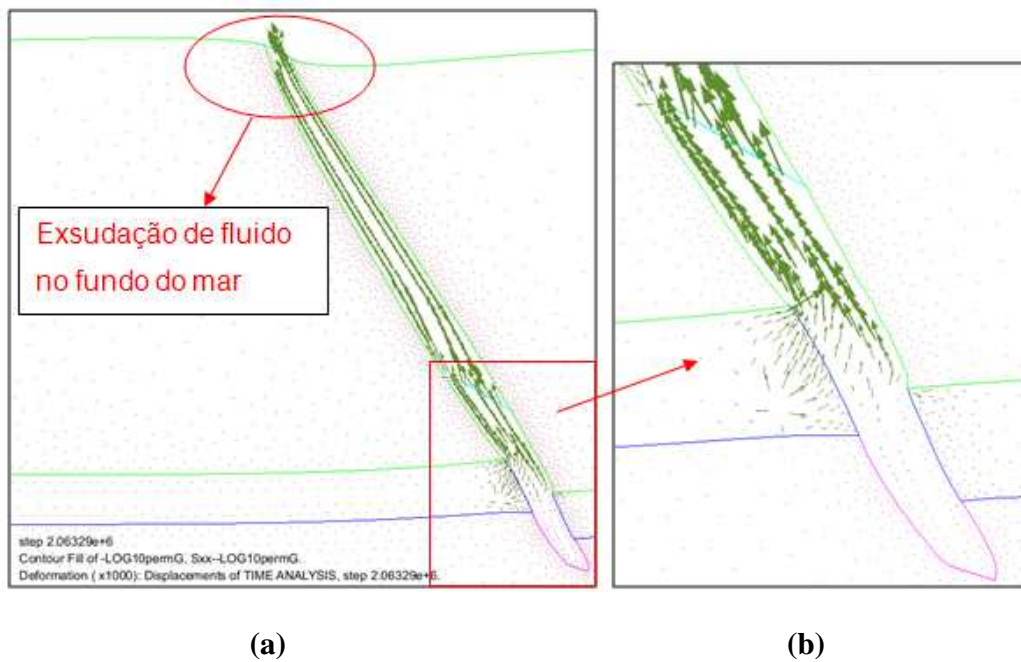 Exsudação de fluido
no fundo do mar
step 2.06329e+6
Contour Fill of -LOG10permG, Sxx--LOG10permG.
Deformation ( x1000): Displacements of TIME ANALYSIS, step 2.06329e+6.
(a)
(b)